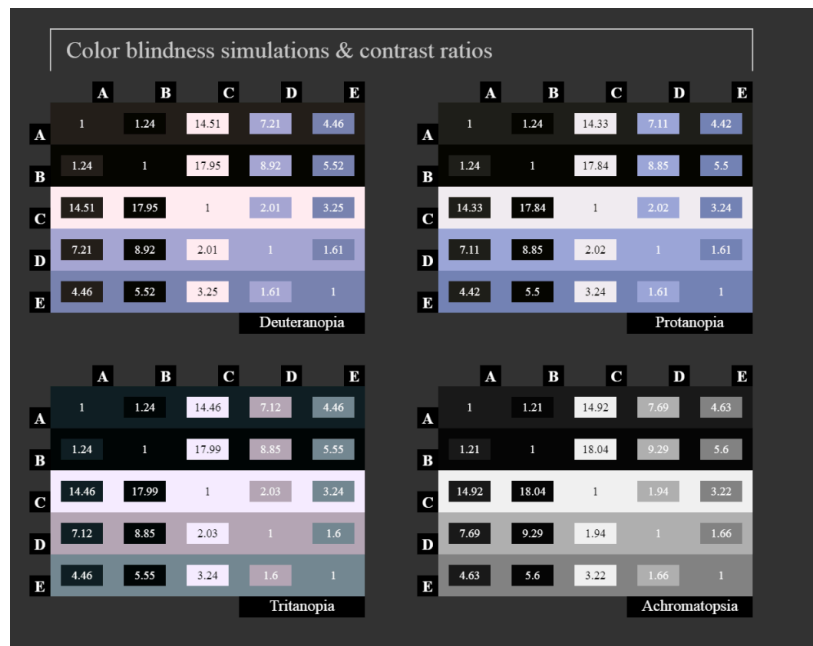 Color blindness simulations & contrast ratios
A B C D E
A 1 1.24 14.51 7.21 4.46
B 1.24 1 17.95 8.92 5.52
C 14.51 17.95 1 2.01 3.25
D 7.21 8.92 2.01 1 1.61
E 4.46 5.52 3.25 1.61 1
Deuteranopia
A B C D E
A 1 1.24 14.33 7.11 4.42
B 1.24 1 17.84 8.85 5.5
C 14.33 17.84 1 2.02 3.24
D 7.11 8.85 2.02 1 1.61
E 4.42 5.5 3.24 1.61 1
Protanopia
A B C D E
A 1 1.24 14.46 7.12 4.46
B 1.24 1 17.99 8.85 5.55
C 14.46 17.99 1 2.03 3.24
D 7.12 8.85 2.03 1 1.6
E 4.46 5.55 3.24 1.6 1
Tritanopia
A B C D E
A 1 1.21 14.92 7.69 4.63
B 1.21 1 18.04 9.29 5.6
C 14.92 18.04 1 1.94 3.22
D 7.69 9.29 1.94 1 1.66
E 4.63 5.6 3.22 1.66 1
Achromatopsia